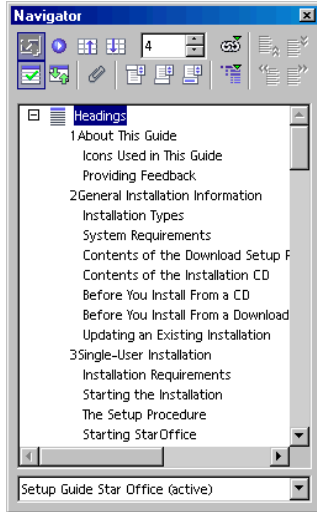 Navigator
4
Headings
1About This Guide
Icons Used in This Guide
Providing Feedback
2General Installation Information
Installation Types
System Requirements
Contents of the Download Setup F
Contents of the Installation CD
Before You Install From a CD
Before You Install From a Download
Updating an Existing Installation
3Single-User Installation
Installation Requirements
Starting the Installation
The Setup Procedure
Starting StarOffice
Setup Guide Star Office (active)